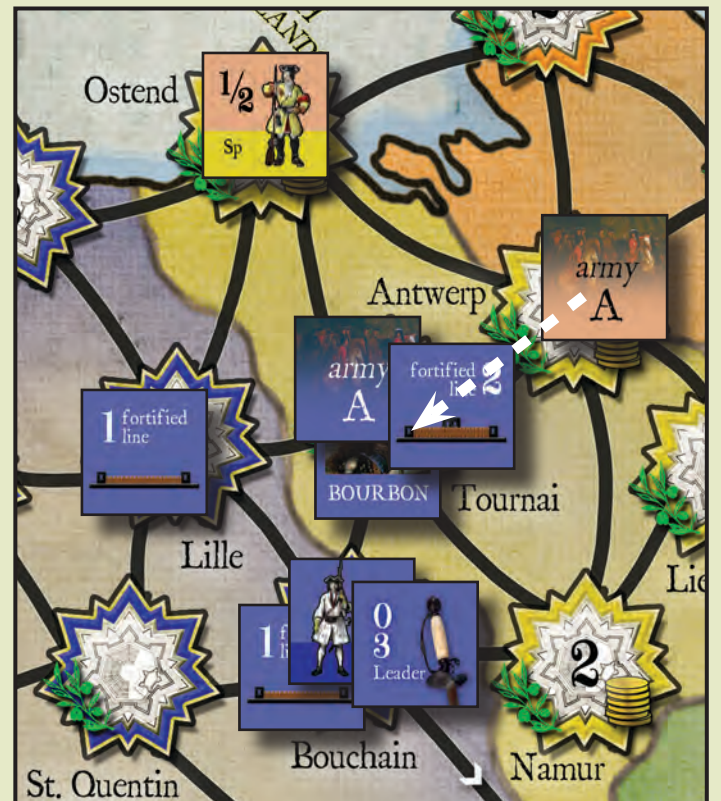 LAND
Ostend
1/2
Sp
Antwerp
army
A
army
A
fortified
line 2
1 fortified
line
BOURBON
Tournai
Lille
1
0
3
Leader
2
Bouchain
Namur
St. Quentin